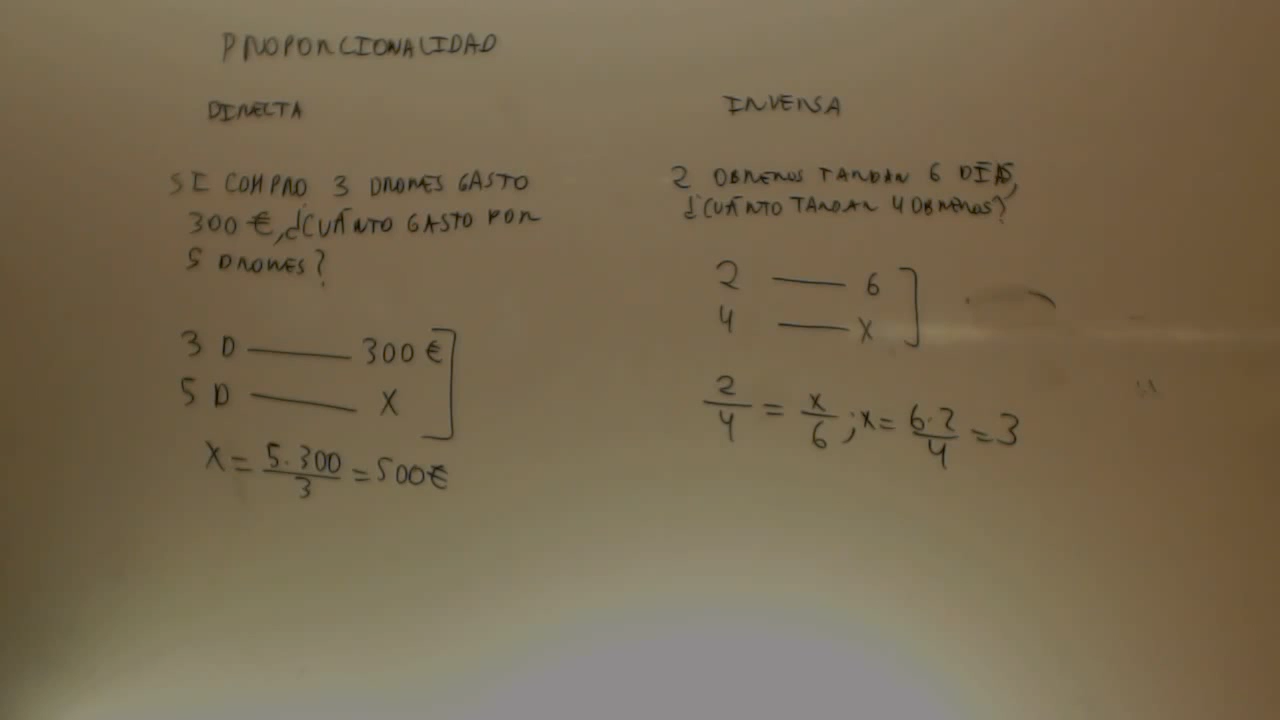 PROPORCIONALIDAD
DIRECTA
SI COMPRO 3 DRONES GASTO
300 €, ¿CUÁNTO GASTO POR
5 DRONES?
3 D — 300 €
5 D — X
X = 5·300/3 = 500 €
INVERSA
2 OBREROS TARDAN 6 DÍAS,
¿CUÁNTO TARDAN 4 OBREROS?
2 — 6
4 — X
2/4 = x/6 ; x = 6·2/4 = 3